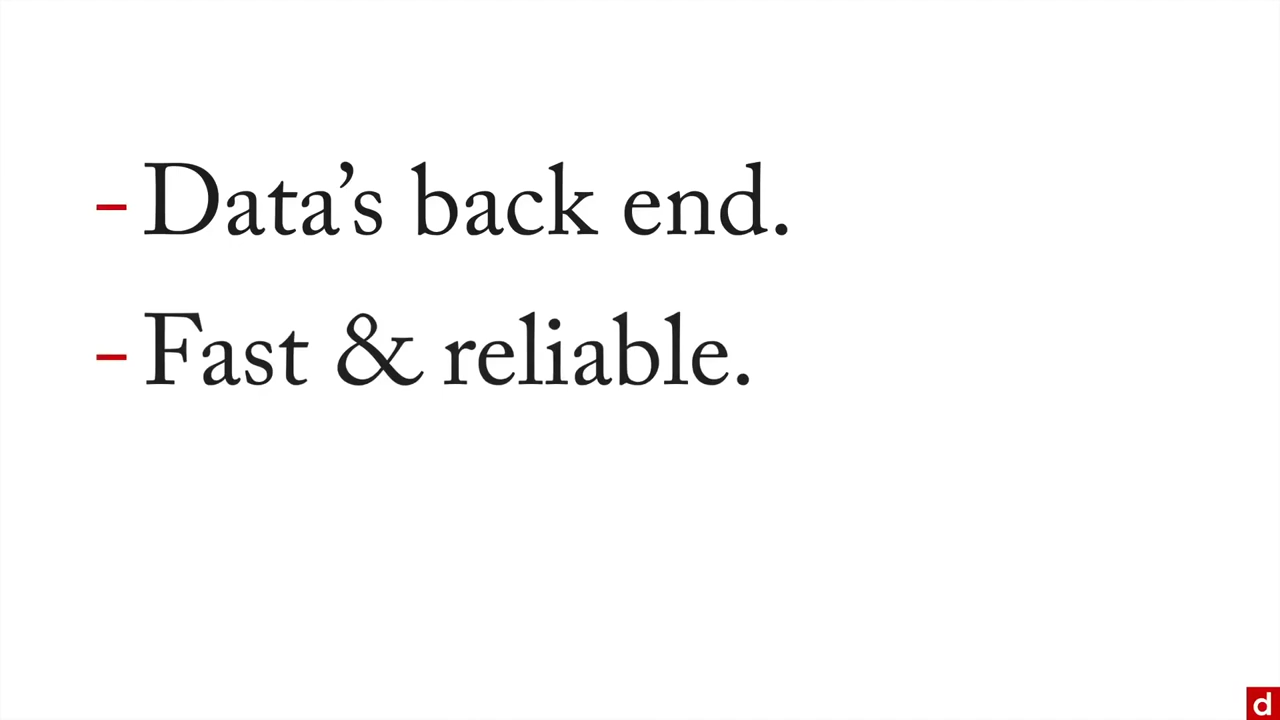 – Data’s back end.
– Fast & reliable.
d